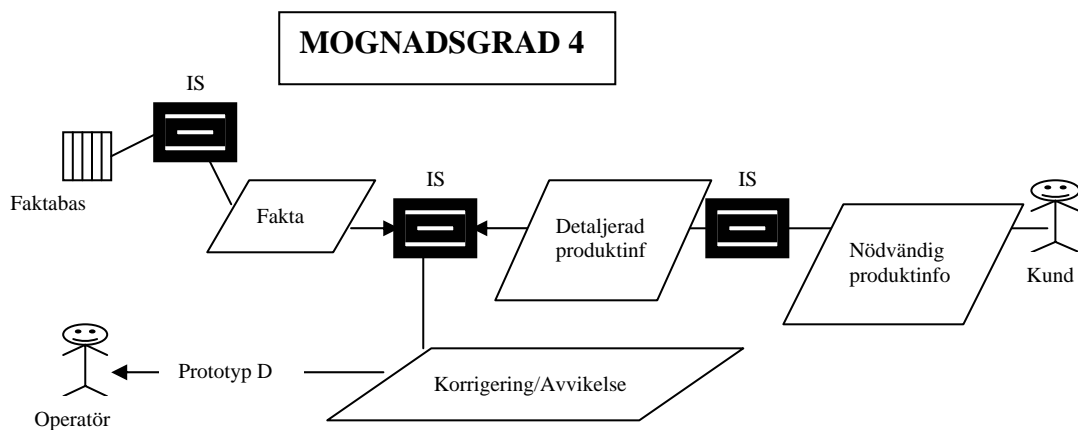 MOGNADSGRAD 4
IS
Faktabas
Fakta
IS
Detaljerad
produktinf
IS
Nödvändig
produktinfo
Kund
Prototyp D
Korrigering/Avvikelse
Operatör